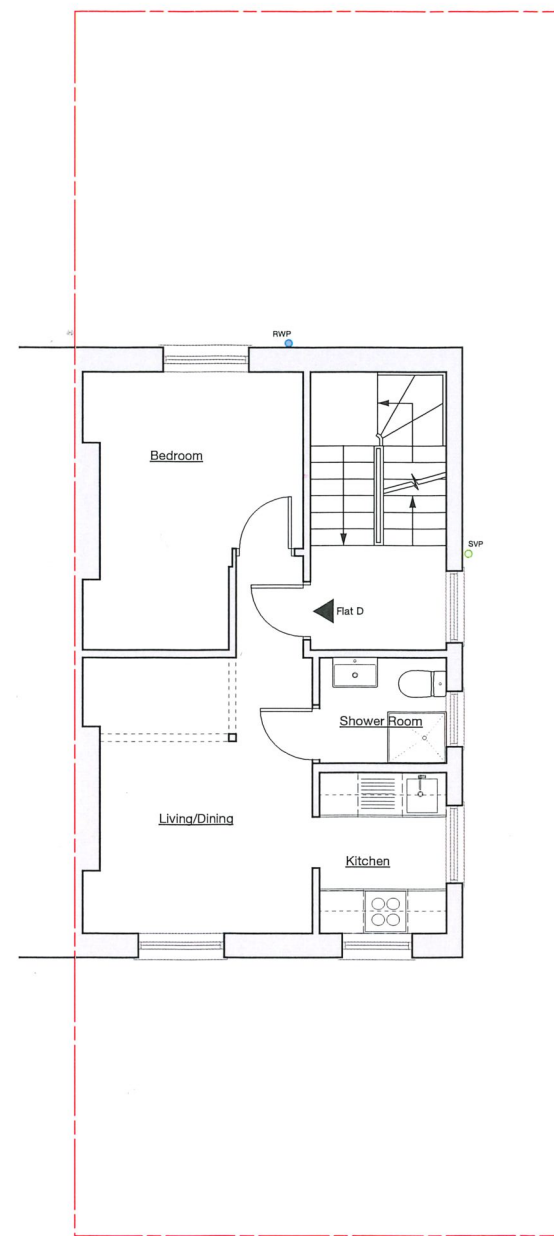 RWP
Bedroom
SVP
Flat D
Shower Room
Living/Dining
Kitchen